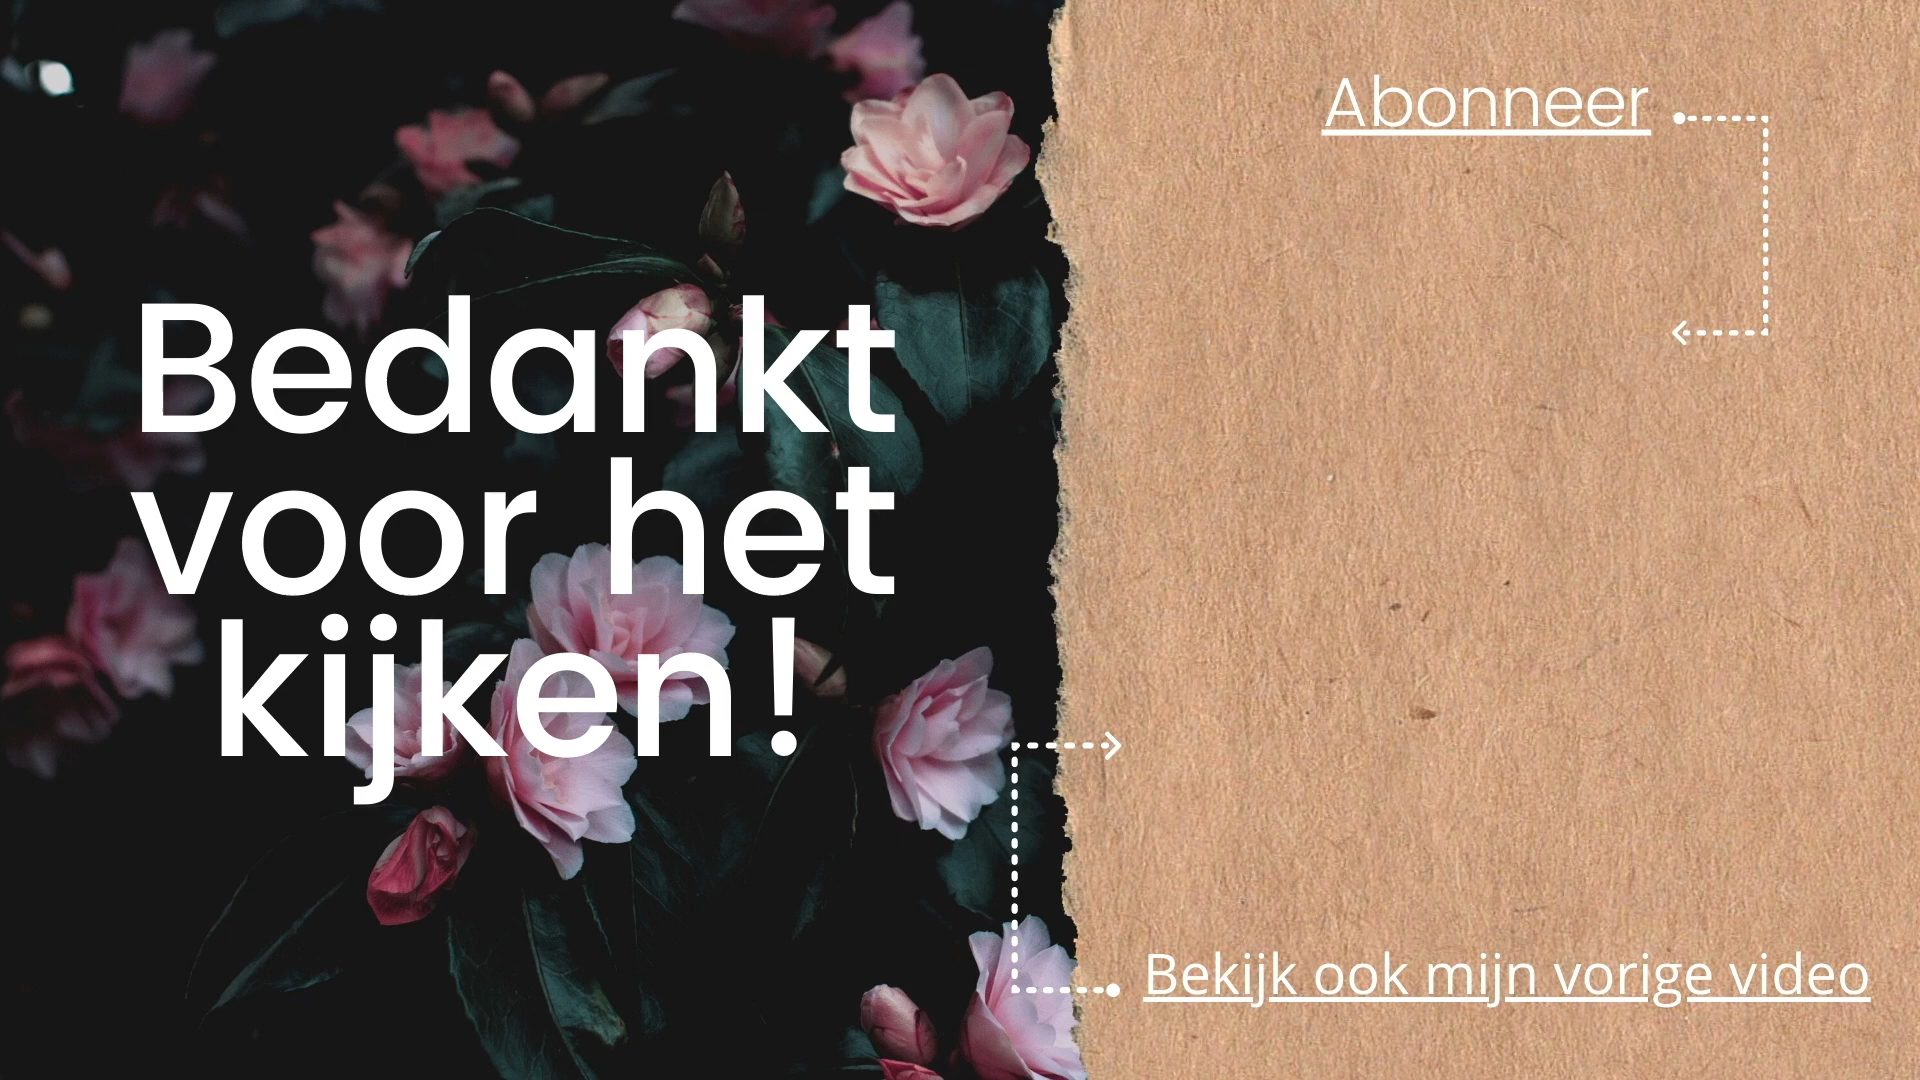 Bedankt
voor het
kijken!
Abonneer
Bekijk ook mijn vorige video